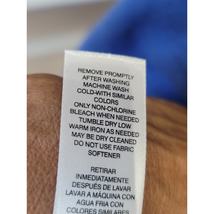 REMOVE PROMPTLY
AFTER WASHING
MACHINE WASH
COLD-WITH SIMILAR
COLORS
ONLY NON-CHLORINE
BLEACH WHEN NEEDED
TUMBLE DRY LOW
WARM IRON AS NEEDED
MAY BE DRY CLEANED
DO NOT USE FABRIC
SOFTENER
RETIRAR
INMEDIATAMENTE
DESPUÉS DE LAVAR
LAVAR A MÁQUINA CON
AGUA FRIA CON
COLORES SIMILARES